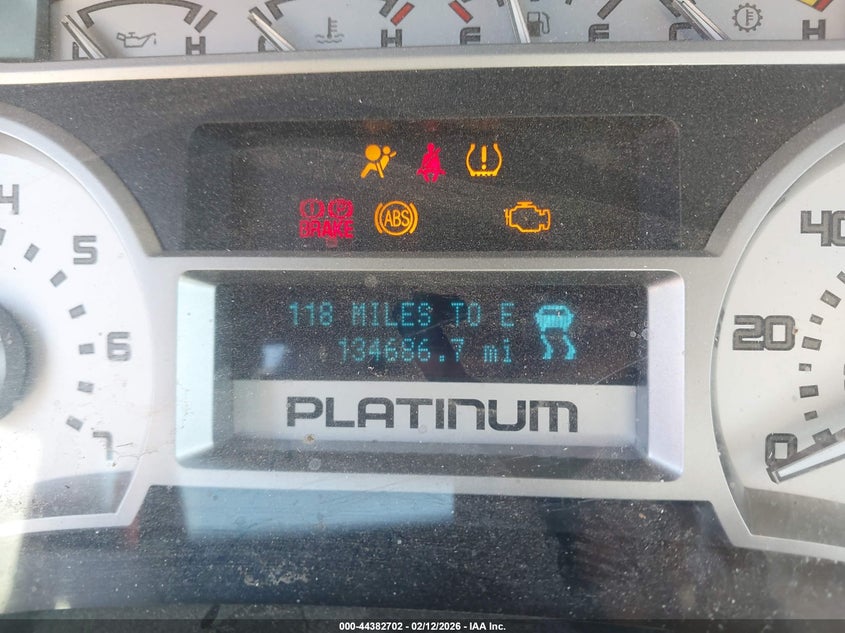 H
H
F
E
F
E
C
H
4
5
6
7
BRAKE
ABS
118 MILES TO E
134686.7 mi
PLATINUM
40
20
0
000-44382702 - 02/12/2026 - IAA Inc.